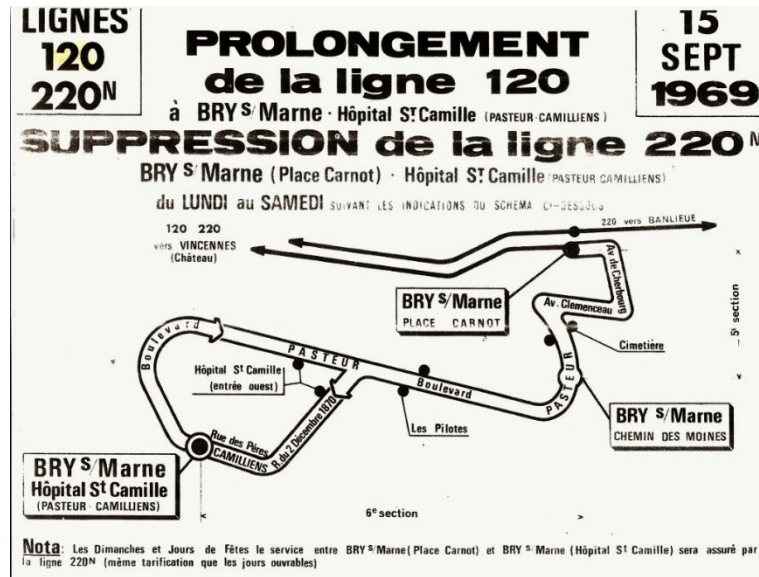 LIGNES
120
220N
PROLONGEMENT
de la ligne 120
à BRY S/Marne · Hôpital ST Camille (PASTEUR-CAMILLIENS)
15
SEPT
1969
SUPPRESSION de la ligne 220N
BRY S/Marne (Place Carnot) · Hôpital ST Camille (PASTEUR CAMILLIENS)
du LUNDI au SAMEDI SUIVANT LES INDICATIONS DU SCHEMA CI-DESSOUS
120 220
vers VINCENNES
(Château)
220 vers BANLIEUE
BRY S/Marne
PLACE CARNOT
Av de Cherbourg
Av. Clemenceau
5e section
Cimetière
Boulevard
PASTEUR
Hôpital St Camille
(entrée ouest)
Boulevard
PASTEUR
Les Pilotes
BRY S/Marne
CHEMIN DES MOINES
R. du 2 Décembre 1870
Rue des Pères
CAMILLIENS
BRY S/Marne
Hôpital St Camille
(PASTEUR-CAMILLIENS)
6e section
Nota: Les Dimanches et Jours de Fêtes le service entre BRY S/Marne (Place Carnot) et BRY S/Marne (Hôpital St Camille) sera assuré par
la ligne 220N (même tarification que les jours ouvrables)